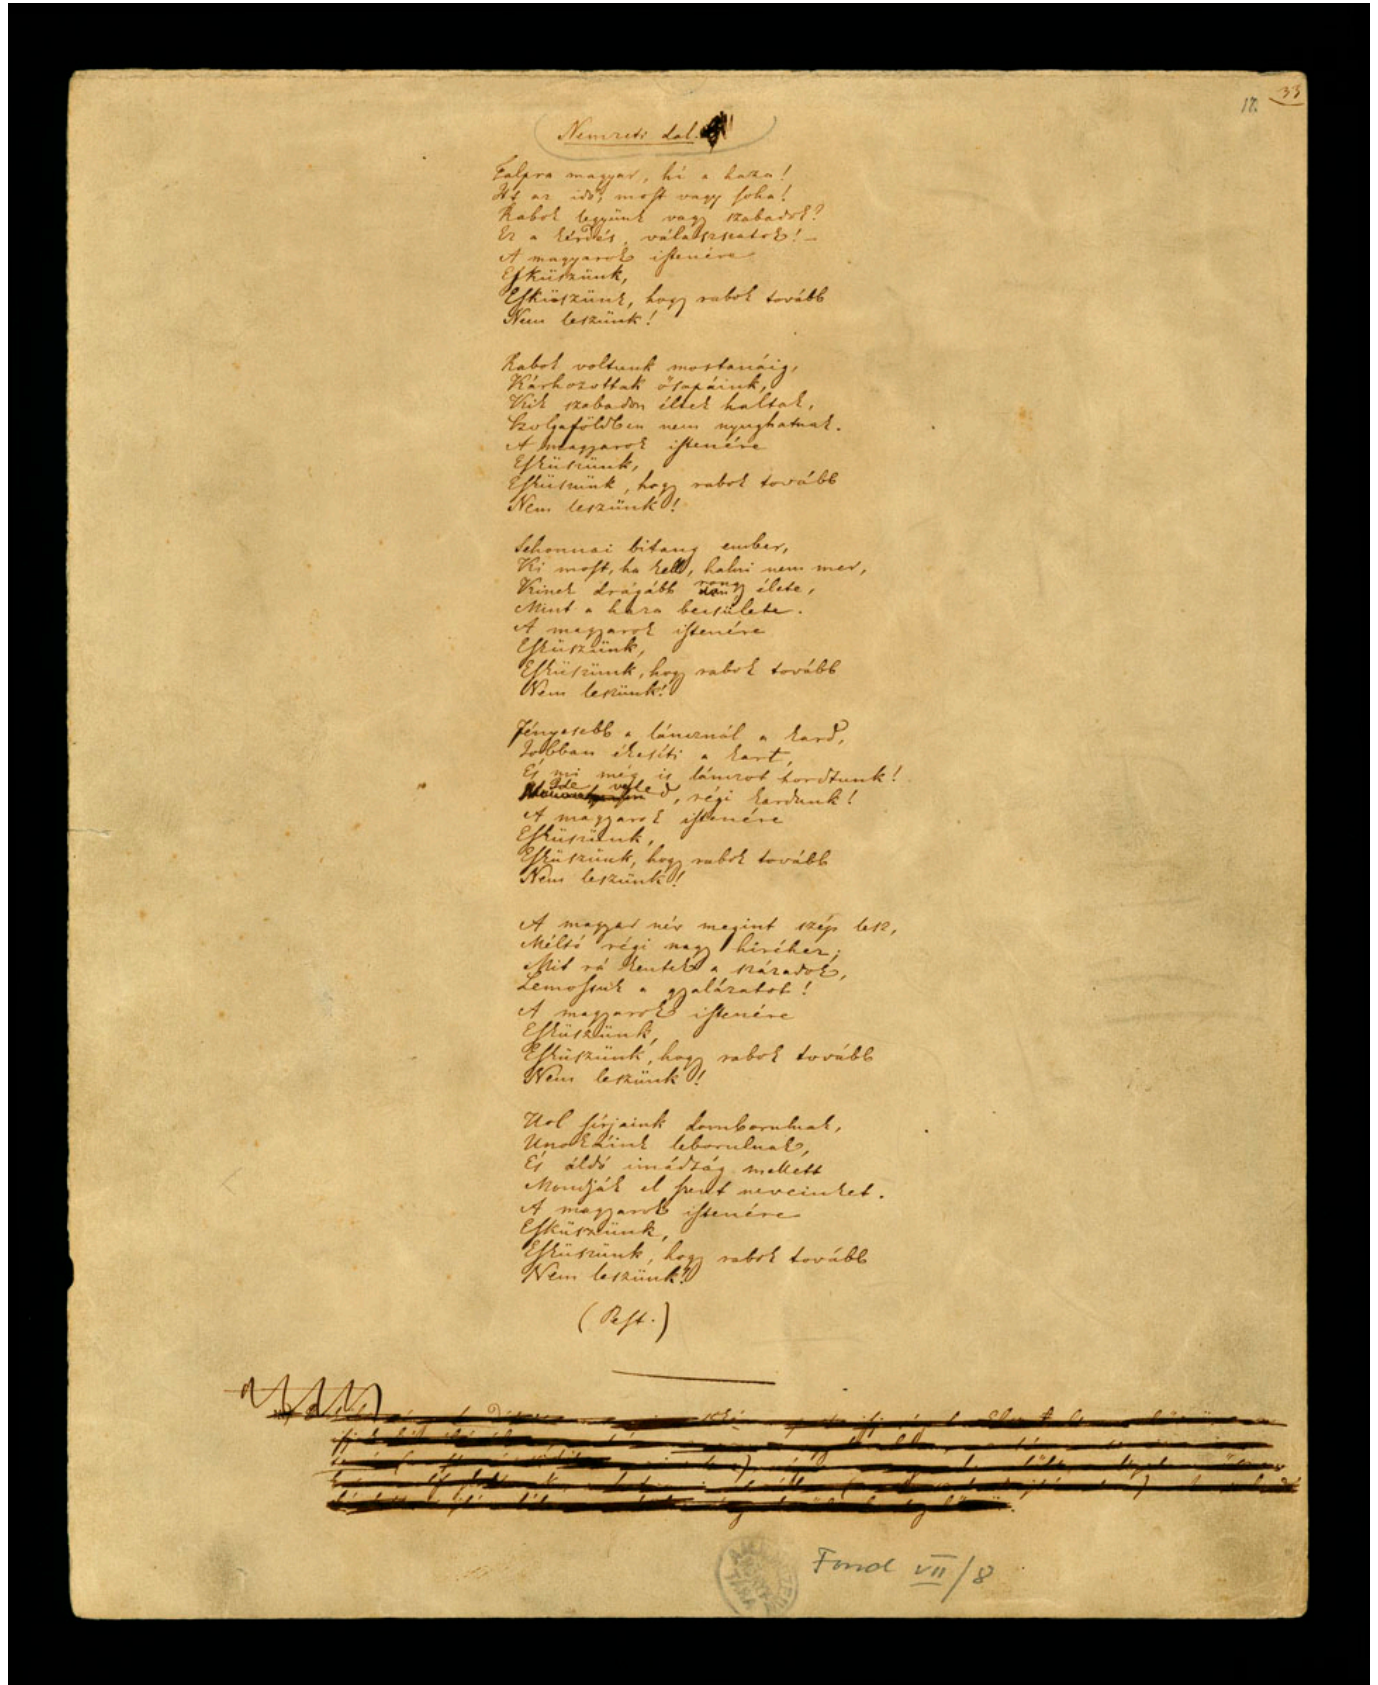 33
17.
Nemzeti dal.
Talpra magyar, hí a haza!
Itt az idő, most vagy soha!
Rabok legyünk vagy szabadok?
Ez a kérdés, válaszszatok! –
A magyarok istenére
Esküszünk,
Esküszünk, hogy rabok tovább
Nem leszünk!
Rabok voltunk mostanáig,
Kárhozottak ősapáink,
Kik szabadon éltek haltak,
Szolgaföldben nem nyughatnak.
A magyarok istenére
Esküszünk,
Esküszünk, hogy rabok tovább
Nem leszünk!
Sehonnai bitang ember,
Ki most, ha kell, halni nem mer,
Kinek drágább rongy élete,
Mint a haza becsülete.
A magyarok istenére
Esküszünk,
Esküszünk, hogy rabok tovább
Nem leszünk!
Fényesebb a láncznál a kard,
Jobban ékesíti a kart,
És mi még is lánczot hordtunk!
Ide veled, régi kardunk!
A magyarok istenére
Esküszünk,
Esküszünk, hogy rabok tovább
Nem leszünk!
A magyar név megint szép lesz,
Méltó régi nagy hiréhez;
Mit rá kentek a századok,
Lemossuk a gyalázatot!
A magyarok istenére
Esküszünk,
Esküszünk, hogy rabok tovább
Nem leszünk!
Hol sírjaink domborulnak,
Unokáink leborulnak,
És áldó imádság mellett
Mondják el szent neveinket.
A magyarok istenére
Esküszünk,
Esküszünk, hogy rabok tovább
Nem leszünk!
(Pest.)
Fond VII/8